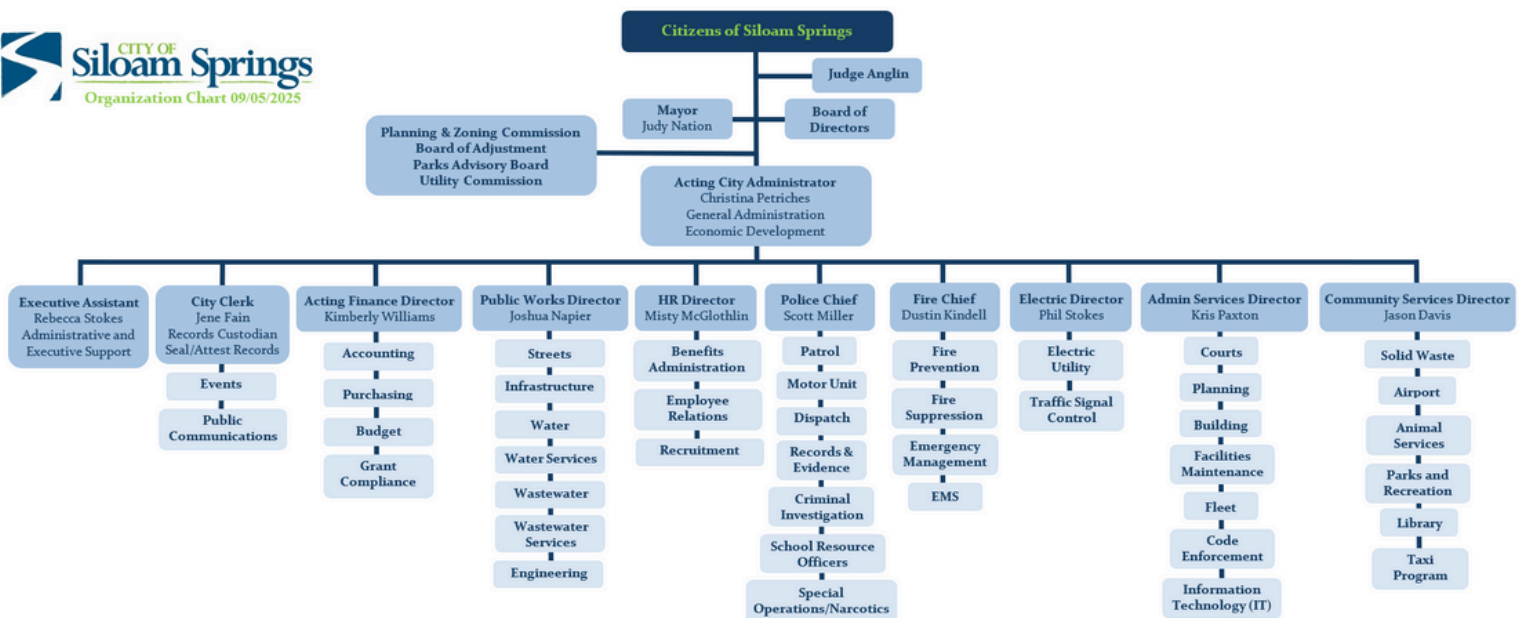 Citizens of Siloam Springs
CITY OF
Siloam Springs
Organization Chart 09/05/2025
Judge Anglin
Mayor
Judy Nation
Board of
Directors
Planning & Zoning Commission
Board of Adjustment
Parks Advisory Board
Utility Commission
Acting City Administrator
Christina Petriches
General Administration
Economic Development
Executive Assistant
Rebecca Stokes
Administrative and
Executive Support
City Clerk
Jene Fain
Records Custodian
Seal/Attest Records
Events
Public
Communications
Acting Finance Director
Kimberly Williams
Accounting
Purchasing
Budget
Grant
Compliance
Public Works Director
Joshua Napier
Streets
Infrastructure
Water
Water Services
Wastewater
Wastewater
Services
Engineering
HR Director
Misty McGlothlin
Benefits
Administration
Employee
Relations
Recruitment
Police Chief
Scott Miller
Patrol
Motor Unit
Dispatch
Records &
Evidence
Criminal
Investigation
School Resource
Officers
Special
Operations/Narcotics
Fire Chief
Dustin Kindell
Fire
Prevention
Fire
Suppression
Emergency
Management
EMS
Electric Director
Phil Stokes
Electric
Utility
Traffic Signal
Control
Admin Services Director
Kris Paxton
Courts
Planning
Building
Facilities
Maintenance
Fleet
Code
Enforcement
Information
Technology (IT)
Community Services Director
Jason Davis
Solid Waste
Airport
Animal
Services
Parks and
Recreation
Library
Taxi
Program